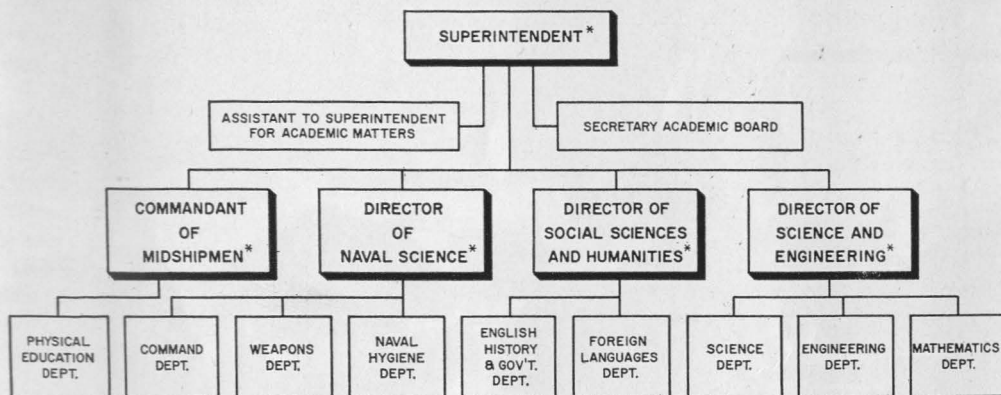 SUPERINTENDENT*
ASSISTANT TO SUPERINTENDENT
FOR ACADEMIC MATTERS
SECRETARY ACADEMIC BOARD
COMMANDANT
OF
MIDSHIPMEN*
DIRECTOR
OF
NAVAL SCIENCE*
DIRECTOR OF
SOCIAL SCIENCES
AND HUMANITIES*
DIRECTOR OF
SCIENCE AND
ENGINEERING*
PHYSICAL
EDUCATION
DEPT.
COMMAND
DEPT.
WEAPONS
DEPT.
NAVAL
HYGIENE
DEPT.
ENGLISH
HISTORY
& GOV'T.
DEPT.
FOREIGN
LANGUAGES
DEPT.
SCIENCE
DEPT.
ENGINEERING
DEPT.
MATHEMATICS
DEPT.